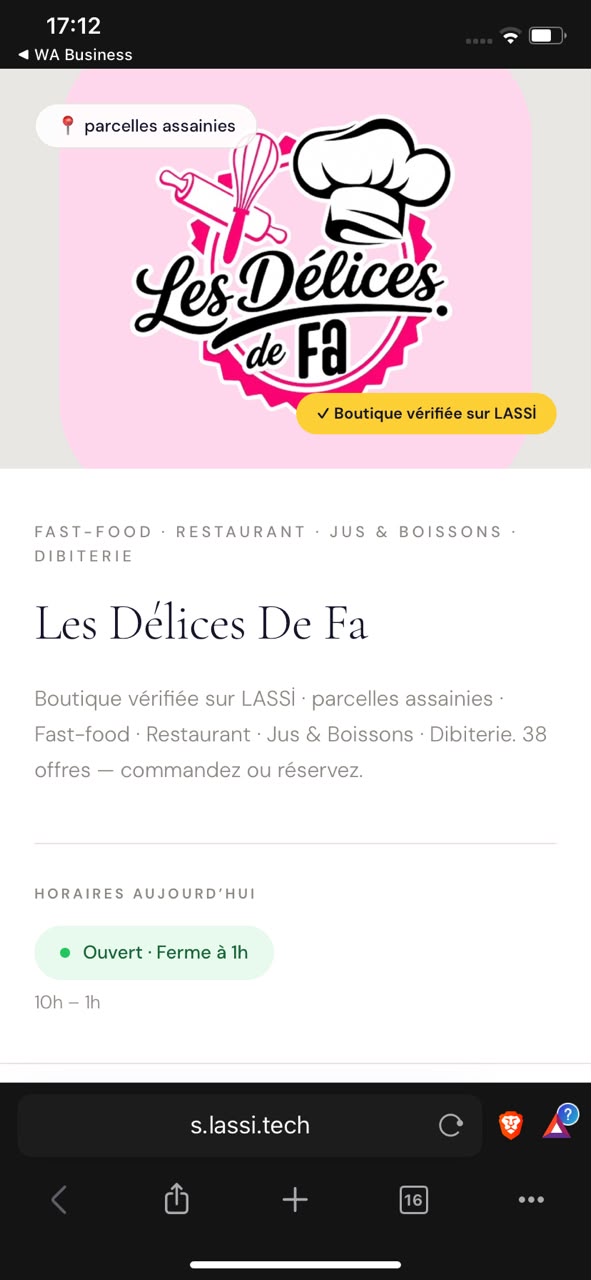 17:12
◀ WA Business
📍 parcelles assainies
Les Délices
de Fa
✓ Boutique vérifiée sur LASSİ
FAST-FOOD · RESTAURANT · JUS & BOISSONS ·
DIBITERIE
Les Délices De Fa
Boutique vérifiée sur LASSİ · parcelles assainies ·
Fast-food · Restaurant · Jus & Boissons · Dibiterie. 38
offres — commandez ou réservez.
HORAIRES AUJOURD'HUI
Ouvert · Ferme à 1h
10h – 1h
s.lassi.tech
?
16